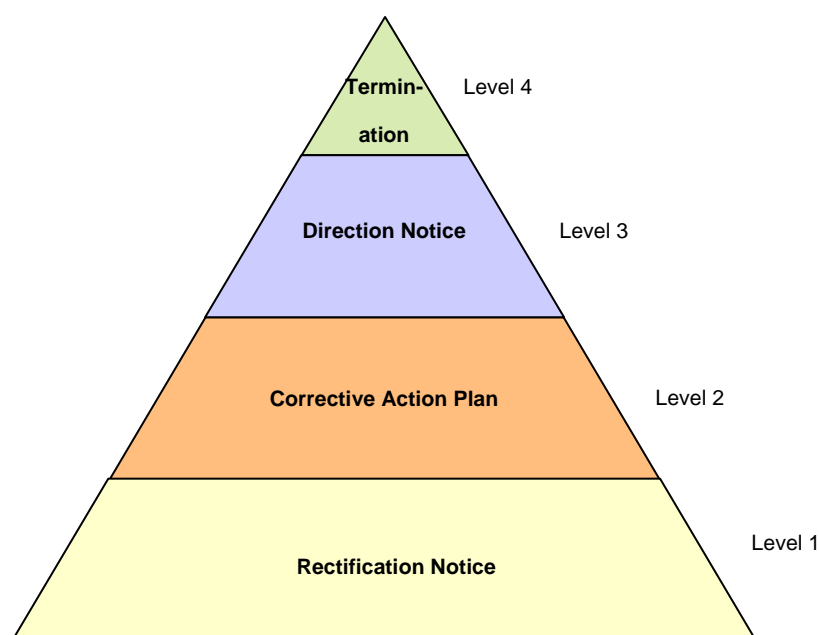 Termin-
ation
Level 4
Direction Notice
Level 3
Corrective Action Plan
Level 2
Level 1
Rectification Notice